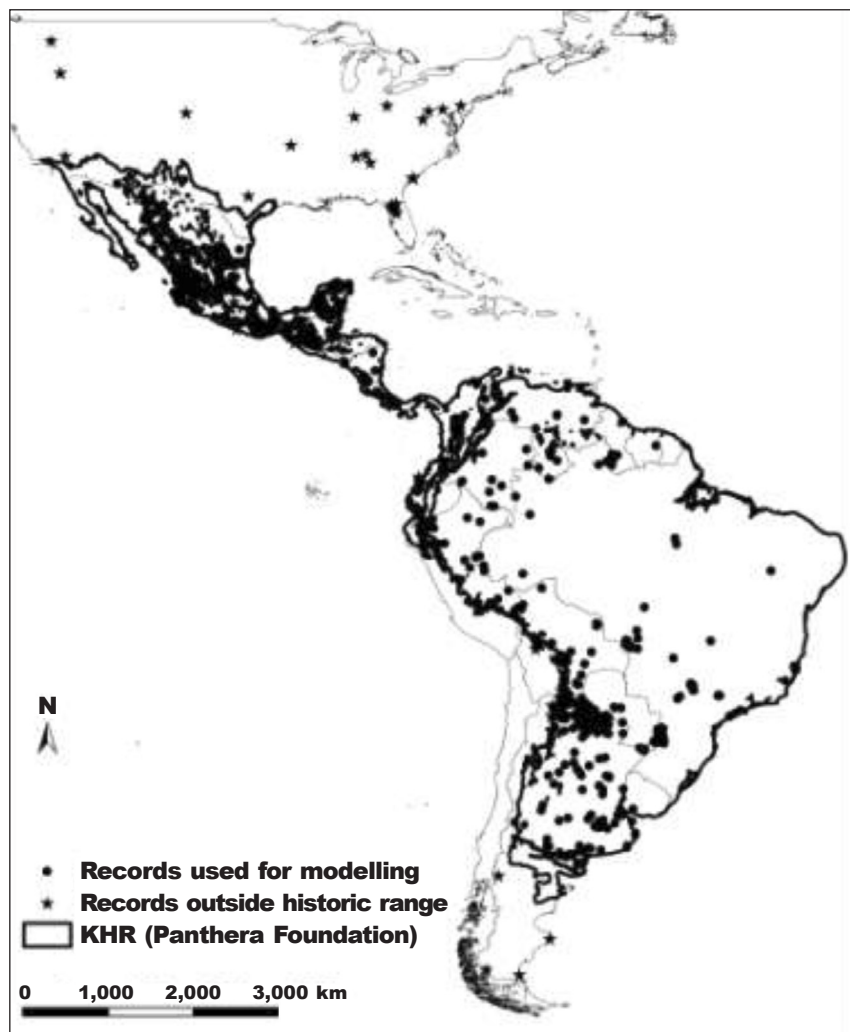 N
Records used for modelling
Records outside historic range
KHR (Panthera Foundation)
0 1,000 2,000 3,000 km